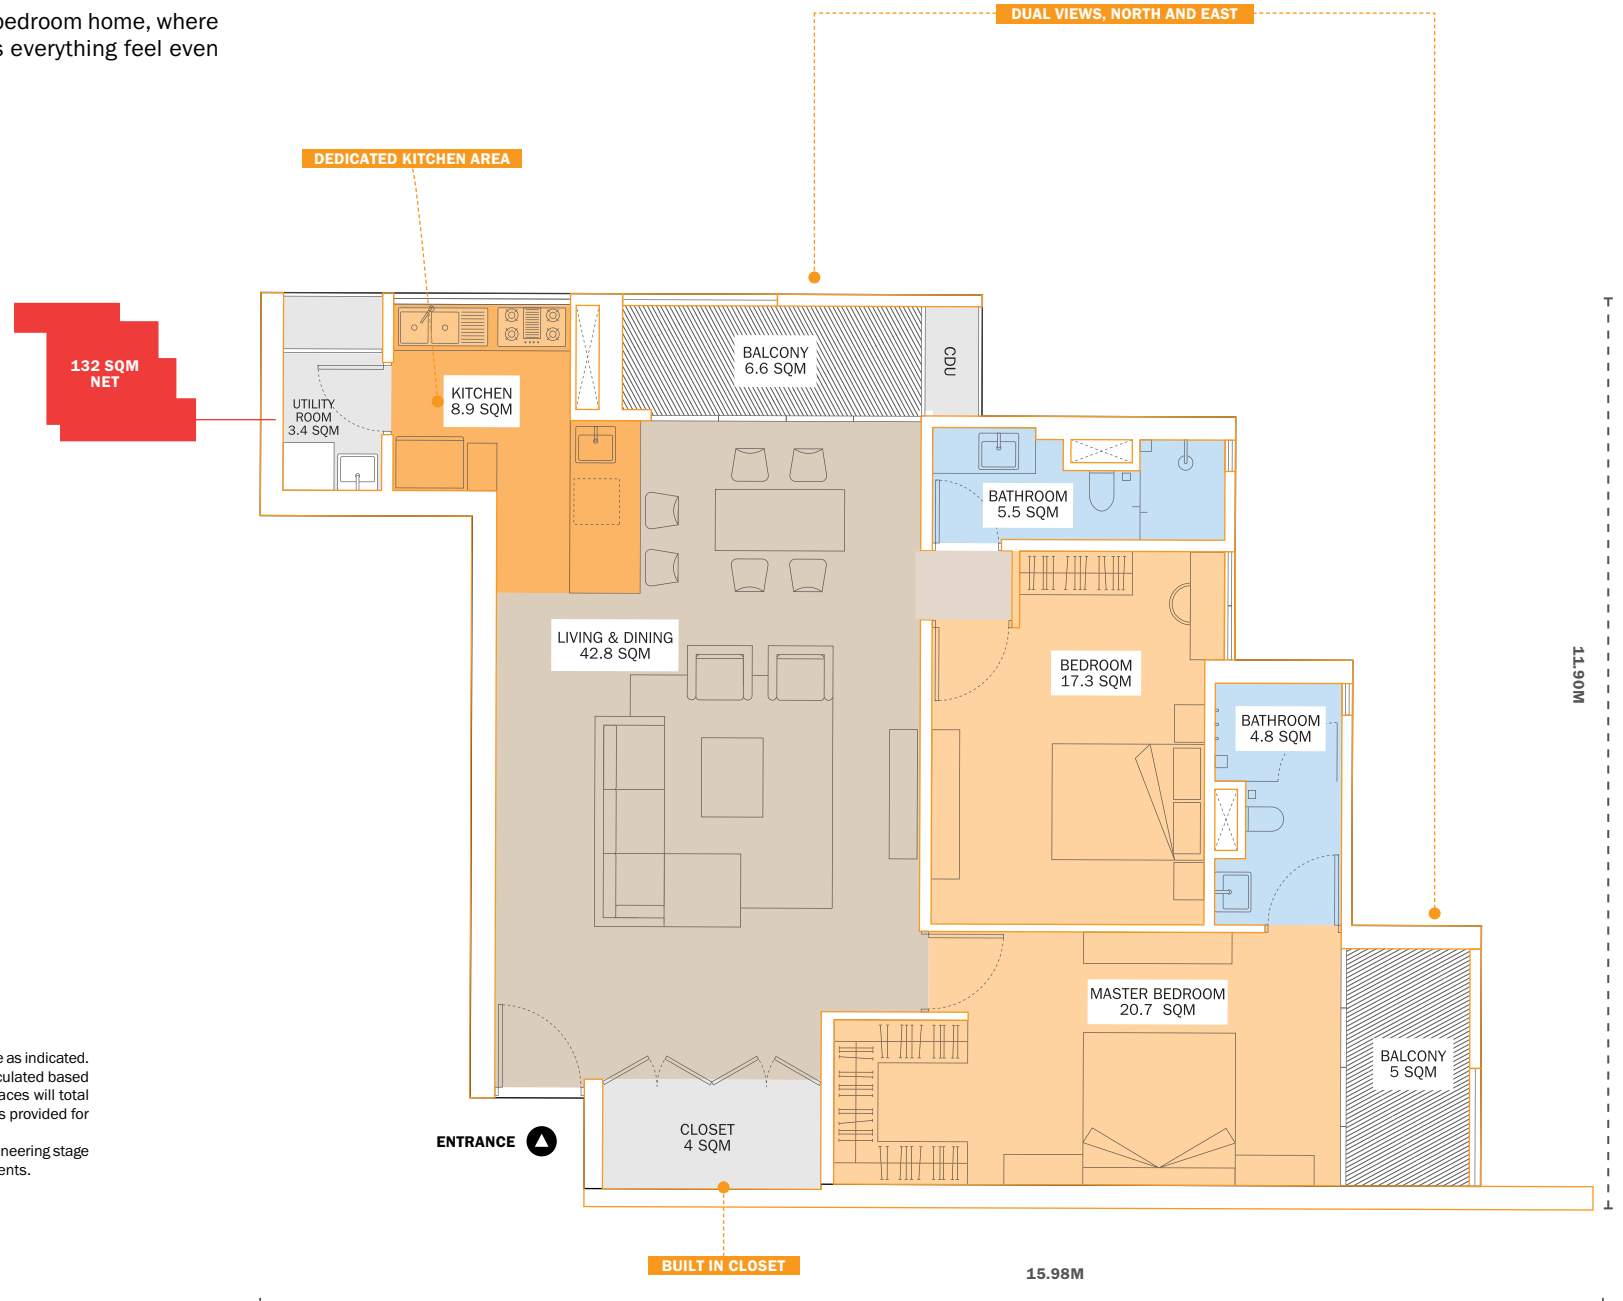 bedroom home, where
s everything feel even
DUAL VIEWS, NORTH AND EAST
DEDICATED KITCHEN AREA
132 SQM
NET
BALCONY
6.6 SQM
CDU
KITCHEN
8.9 SQM
UTILITY
ROOM
3.4 SQM
BATHROOM
5.5 SQM
LIVING & DINING
42.8 SQM
BEDROOM
17.3 SQM
11.90M
BATHROOM
4.8 SQM
MASTER BEDROOM
20.7 SQM
BALCONY
5 SQM
e as indicated.
culated based
aces will total
s provided for
neering stage
ents.
ENTRANCE
CLOSET
4 SQM
BUILT IN CLOSET
15.98M